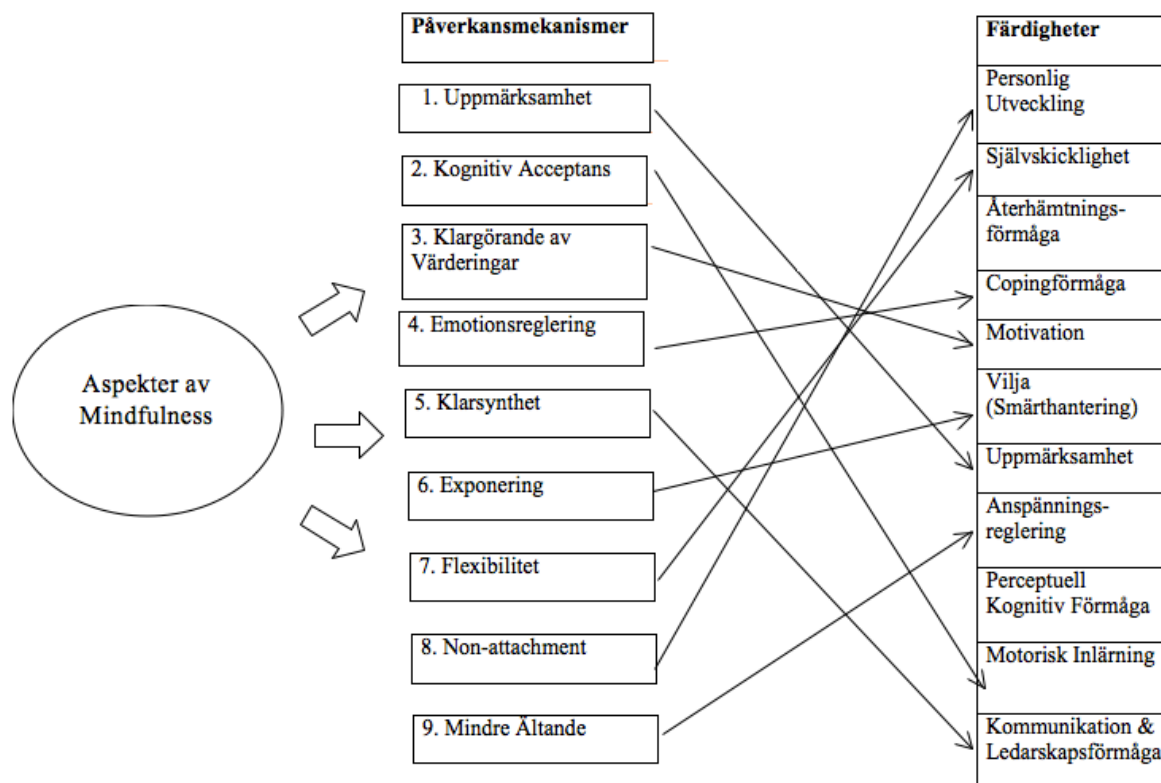 Påverkansmekanismer
1. Uppmärksamhet
2. Kognitiv Acceptans
3. Klargörande av
Värderingar
4. Emotionsreglering
5. Klarsynthet
6. Exponering
7. Flexibilitet
8. Non-attachment
9. Mindre Ältande
Aspekter av
Mindfulness
Färdigheter
Personlig
Utveckling
Självskicklighet
Återhämtnings-
förmåga
Copingförmåga
Motivation
Vilja
(Smärthantering)
Uppmärksamhet
Anspännings-
reglering
Perceptuell
Kognitiv Förmåga
Motorisk Inlärning
Kommunikation &
Ledarskapsförmåga